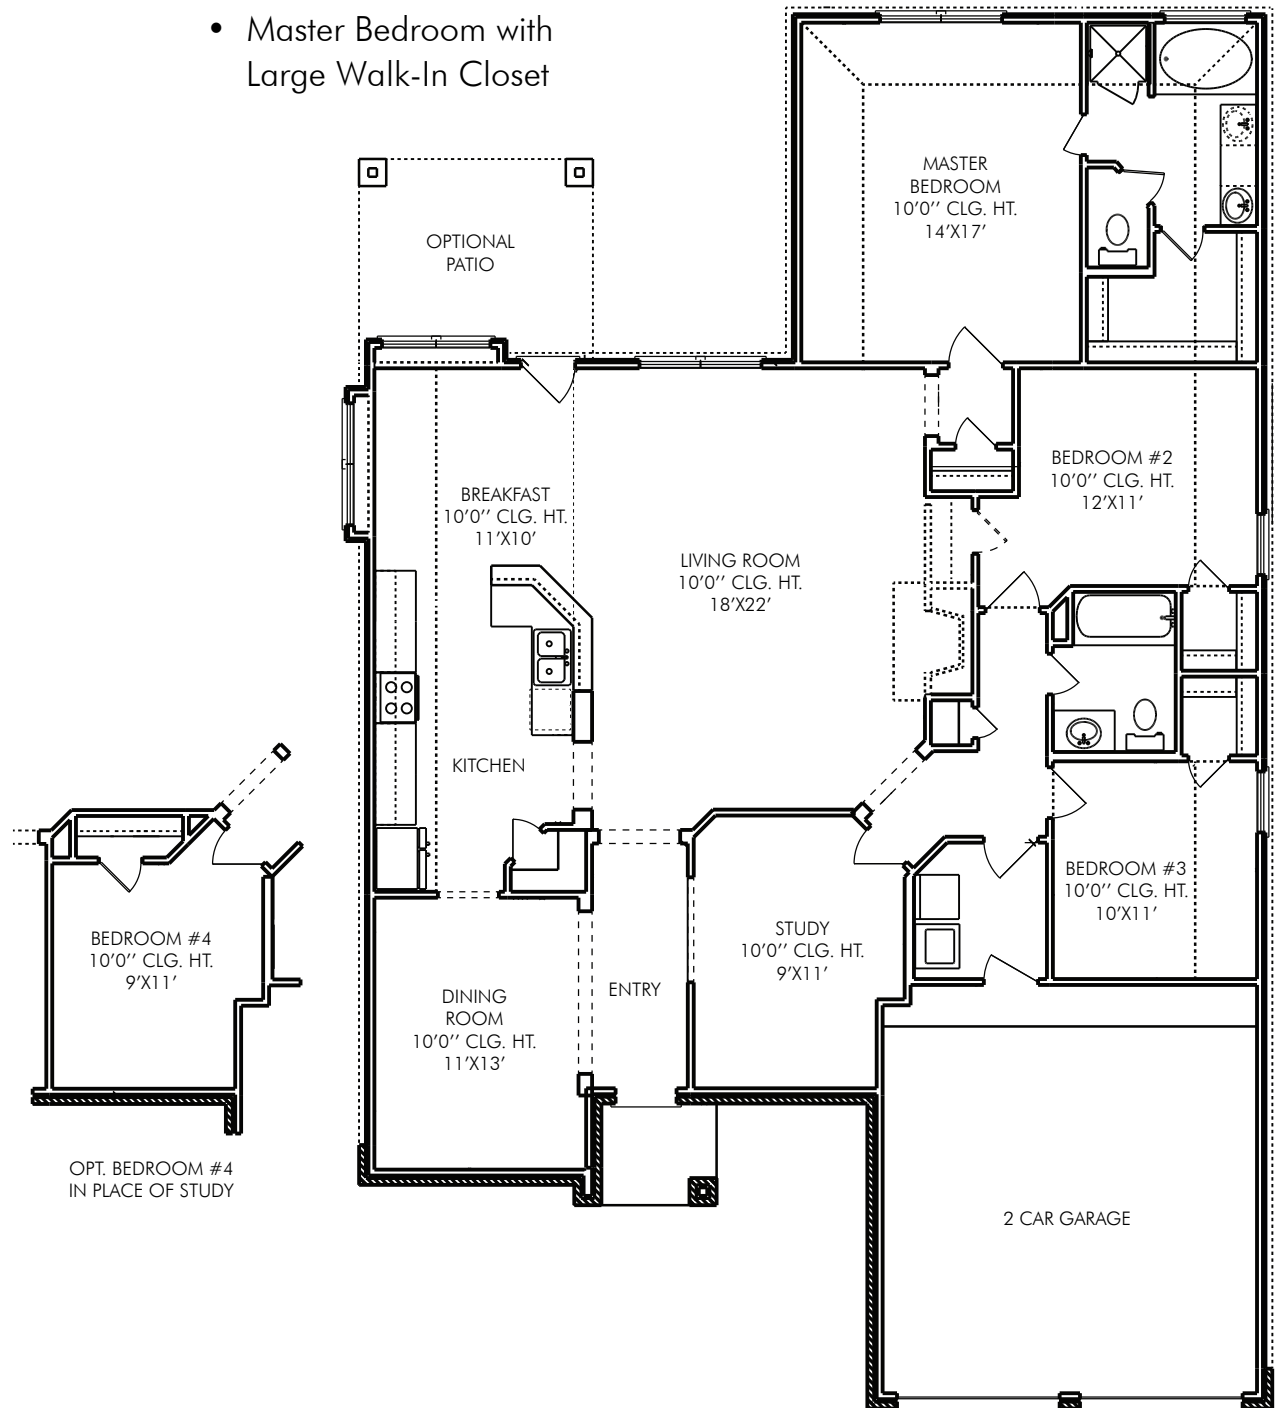 • Master Bedroom with
Large Walk-In Closet
MASTER
BEDROOM
10'0'' CLG. HT.
14'X17'
OPTIONAL
PATIO
BEDROOM #2
10'0'' CLG. HT.
12'X11'
BREAKFAST
10'0'' CLG. HT.
11'X10'
LIVING ROOM
10'0'' CLG. HT.
18'X22'
KITCHEN
BEDROOM #3
10'0'' CLG. HT.
10'X11'
STUDY
10'0'' CLG. HT.
9'X11'
BEDROOM #4
10'0'' CLG. HT.
9'X11'
ENTRY
DINING
ROOM
10'0'' CLG. HT.
11'X13'
OPT. BEDROOM #4
IN PLACE OF STUDY
2 CAR GARAGE